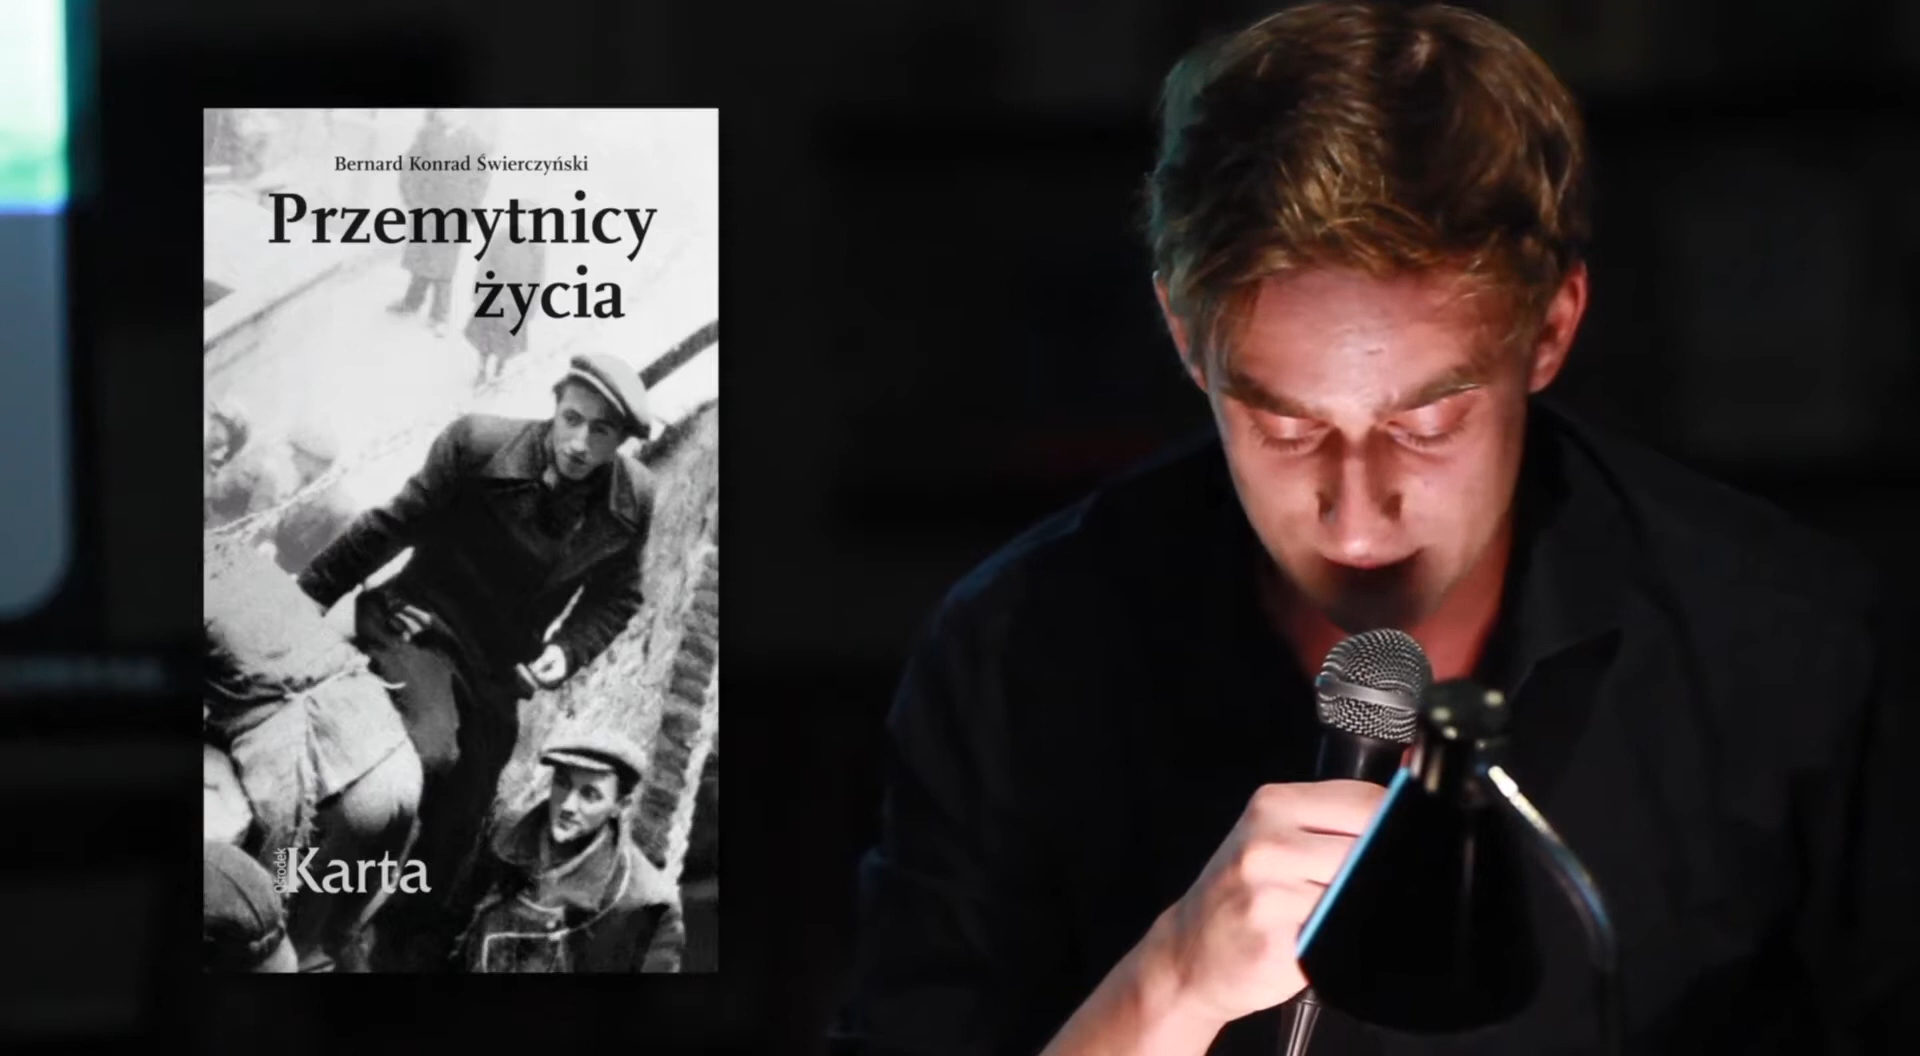 Bernard Konrad Świerczyński
Przemytnicy
życia
Ośrodek
Karta